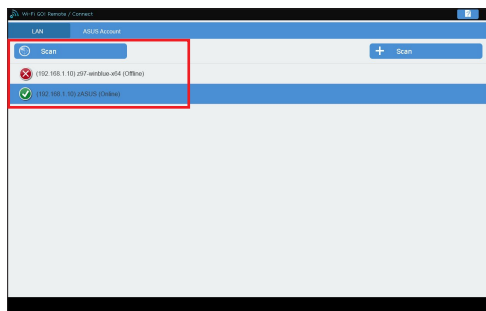 Wi-Fi GO! Remote / Connect
LAN ASUS Account
Scan
Scan
(192.168.1.10) z97-winblue-x64 (Offline)
(192.168.1.10) zASUS (Online)